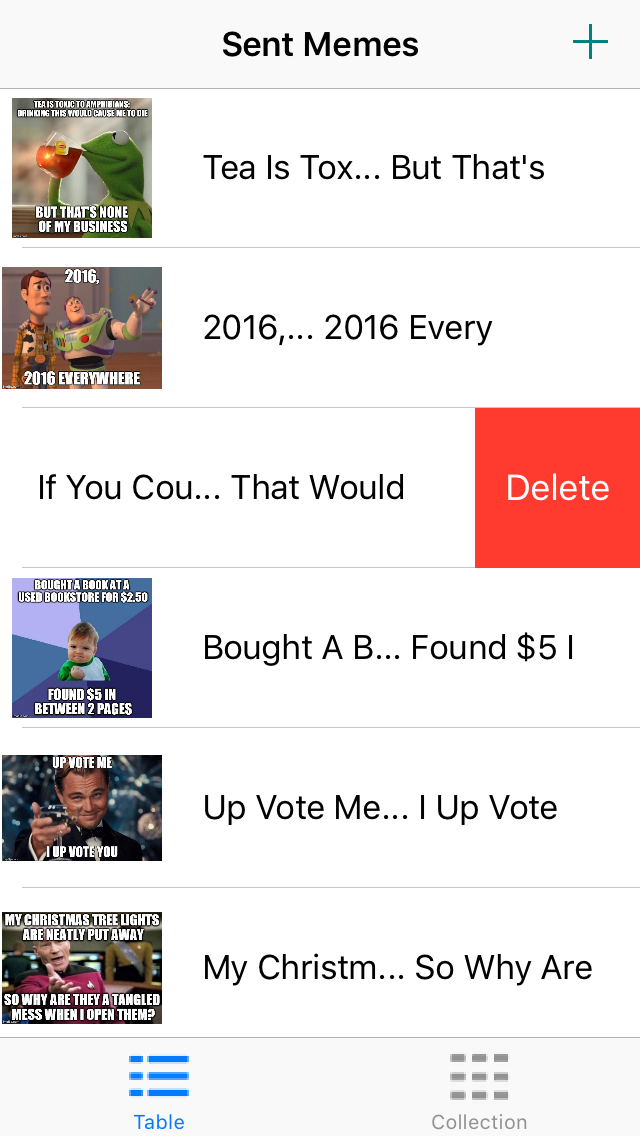 Sent Memes
TEA IS TOXIC TO AMPHIBIANS;
DRINKING THIS WOULD CAUSE ME TO DIE
BUT THAT'S NONE
OF MY BUSINESS
Tea Is Tox... But That's
2016,
2016 EVERYWHERE
2016,... 2016 Every
If You Cou... That Would
Delete
BOUGHT A BOOK AT A
USED BOOKSTORE FOR $2.50
FOUND $5 IN
BETWEEN 2 PAGES
Bought A B... Found $5 I
UP VOTE ME
I UP VOTE YOU
Up Vote Me... I Up Vote
MY CHRISTMAS TREE LIGHTS
ARE NEATLY PUT AWAY
SO WHY ARE THEY A TANGLED
MESS WHEN I OPEN THEM?
My Christm... So Why Are
Table
Collection